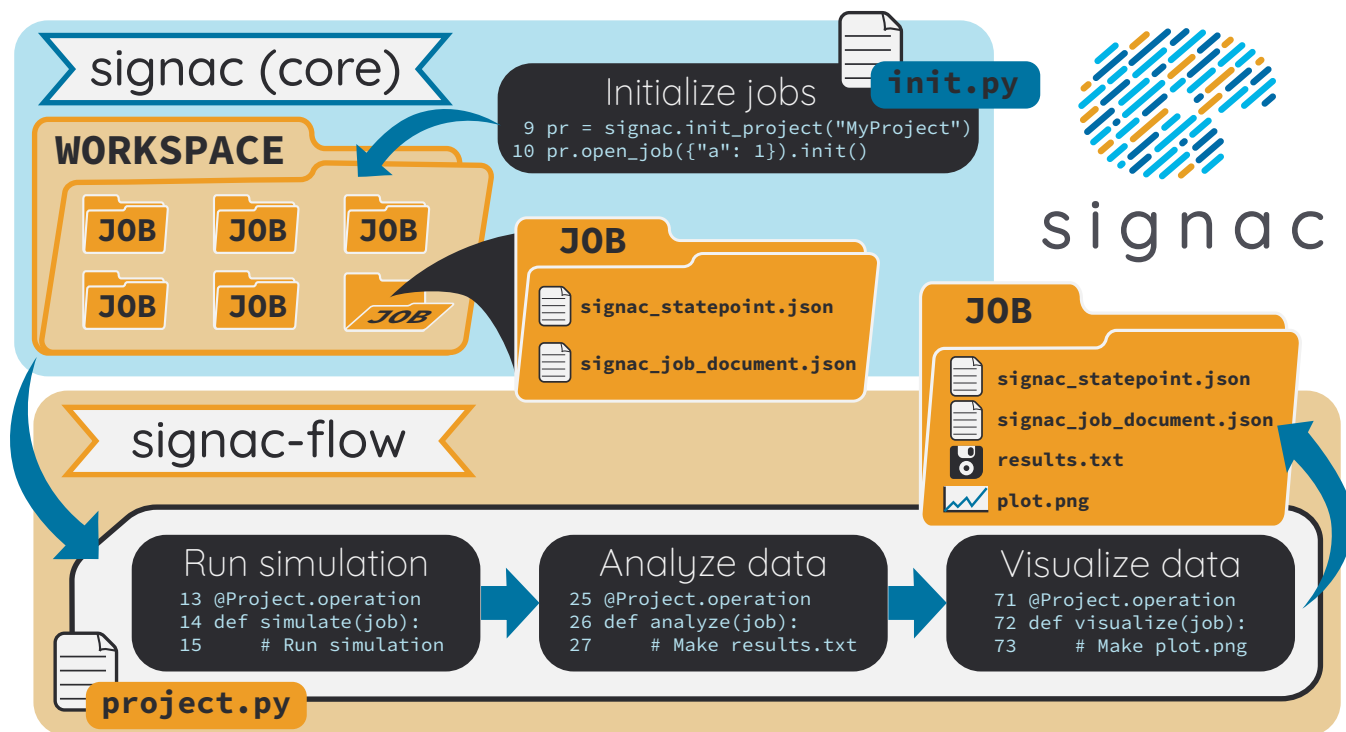 signac (core)
Initialize jobs
init.py
9 pr = signac.init_project("MyProject")
10 pr.open_job({"a": 1}).init()
signac
WORKSPACE
JOB
JOB
JOB
JOB
JOB
JOB
JOB
signac_statepoint.json
signac_job_document.json
JOB
signac_statepoint.json
signac_job_document.json
results.txt
plot.png
signac-flow
Run simulation
13 @Project.operation
14 def simulate(job):
15     # Run simulation
Analyze data
25 @Project.operation
26 def analyze(job):
27     # Make results.txt
Visualize data
71 @Project.operation
72 def visualize(job):
73     # Make plot.png
project.py